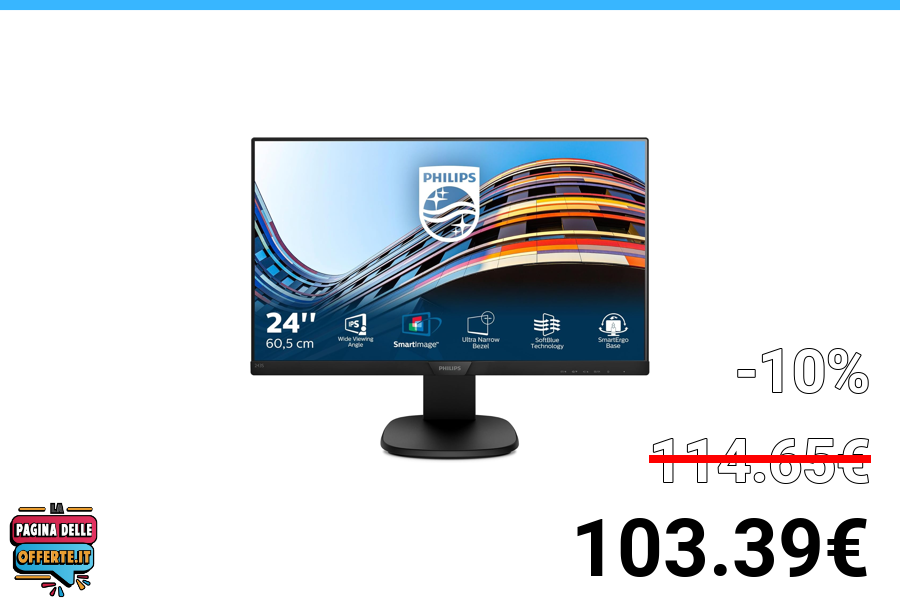 PHILIPS
24"
60,5 cm
IPS
Wide Viewing
Angle
SmartImage
Ultra Narrow
Bezel
SoftBlue
Technology
SmartErgo
Base
PHILIPS
-10%
114.65€
103.39€
LA
PAGINA DELLE
OFFERTE.IT